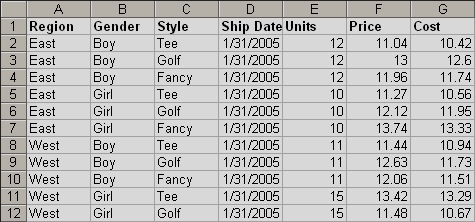 A B C D E F G
1 Region Gender Style Ship Date Units Price Cost
2 East Boy Tee 1/31/2005 12 11.04 10.42
3 East Boy Golf 1/31/2005 12 13 12.6
4 East Boy Fancy 1/31/2005 12 11.96 11.74
5 East Girl Tee 1/31/2005 10 11.27 10.56
6 East Girl Golf 1/31/2005 10 12.12 11.95
7 East Girl Fancy 1/31/2005 10 13.74 13.33
8 West Boy Tee 1/31/2005 11 11.44 10.94
9 West Boy Golf 1/31/2005 11 12.63 11.73
10 West Boy Fancy 1/31/2005 11 12.06 11.51
11 West Girl Tee 1/31/2005 15 13.42 13.29
12 West Girl Golf 1/31/2005 15 11.48 10.67